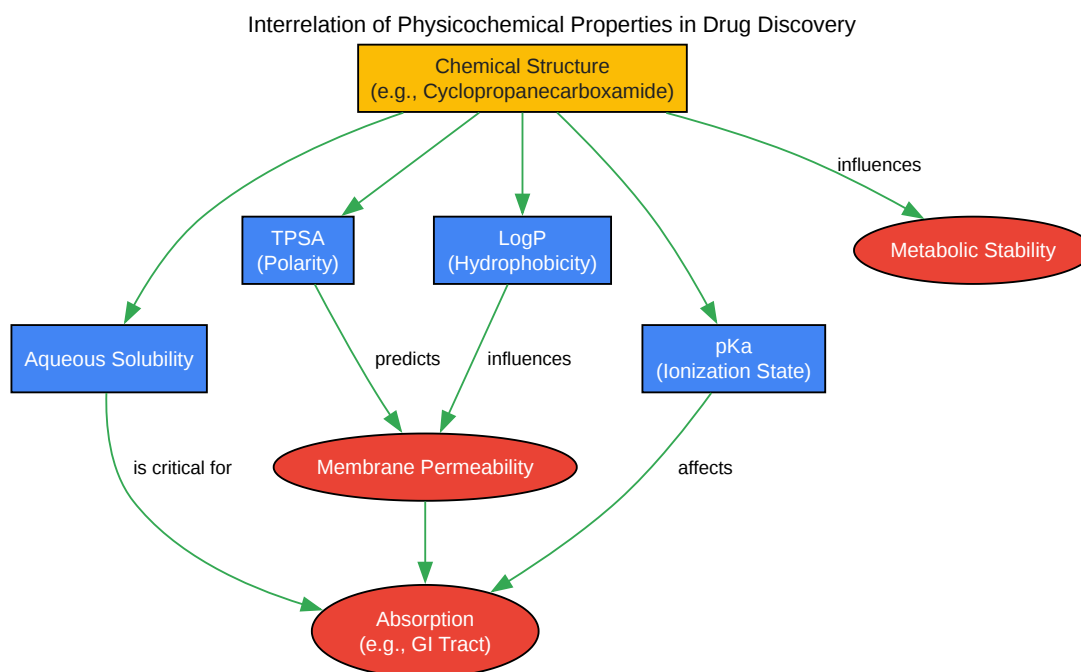 Interrelation of Physicochemical Properties in Drug Discovery
Chemical Structure
(e.g., Cyclopropanecarboxamide)
influences
TPSA
(Polarity)
LogP
(Hydrophobicity)
Metabolic Stability
Aqueous Solubility
predicts
influences
pKa
(Ionization State)
is critical for
Membrane Permeability
affects
Absorption
(e.g., GI Tract)